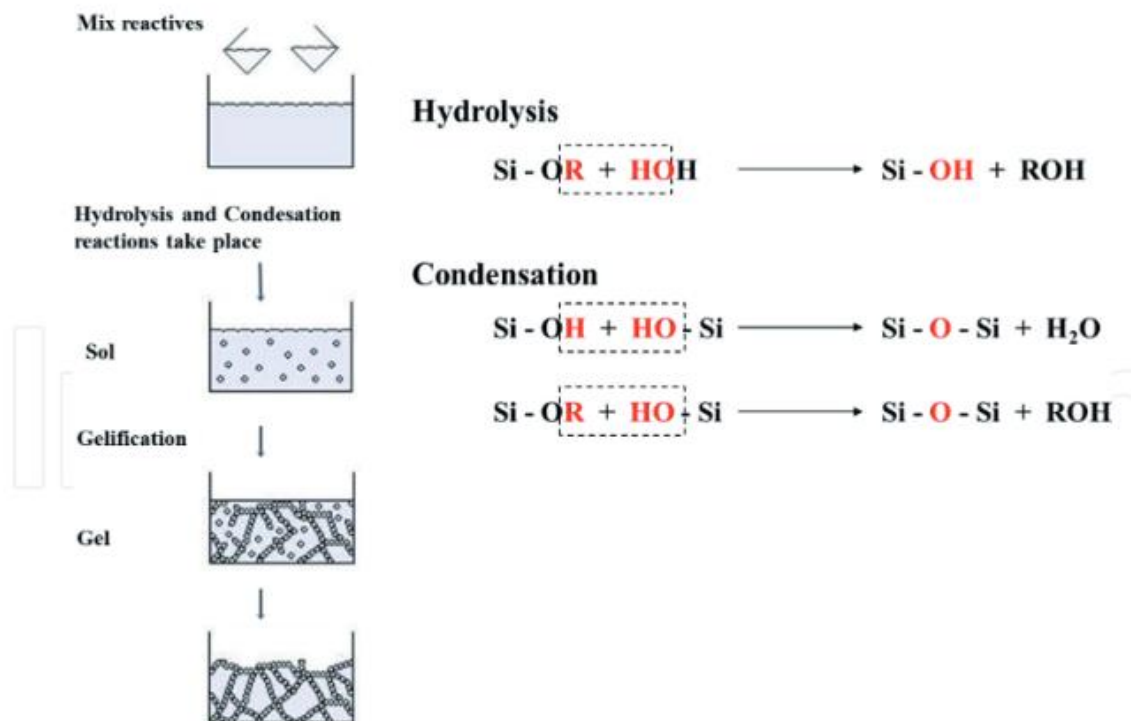 Mix reactives
Hydrolysis and Condesation
reactions take place
Sol
Gelification
Gel
Hydrolysis
Si - OR + HOH → Si - OH + ROH
Condensation
Si - OH + HO - Si → Si - O - Si + H₂O
Si - OR + HO - Si → Si - O - Si + ROH